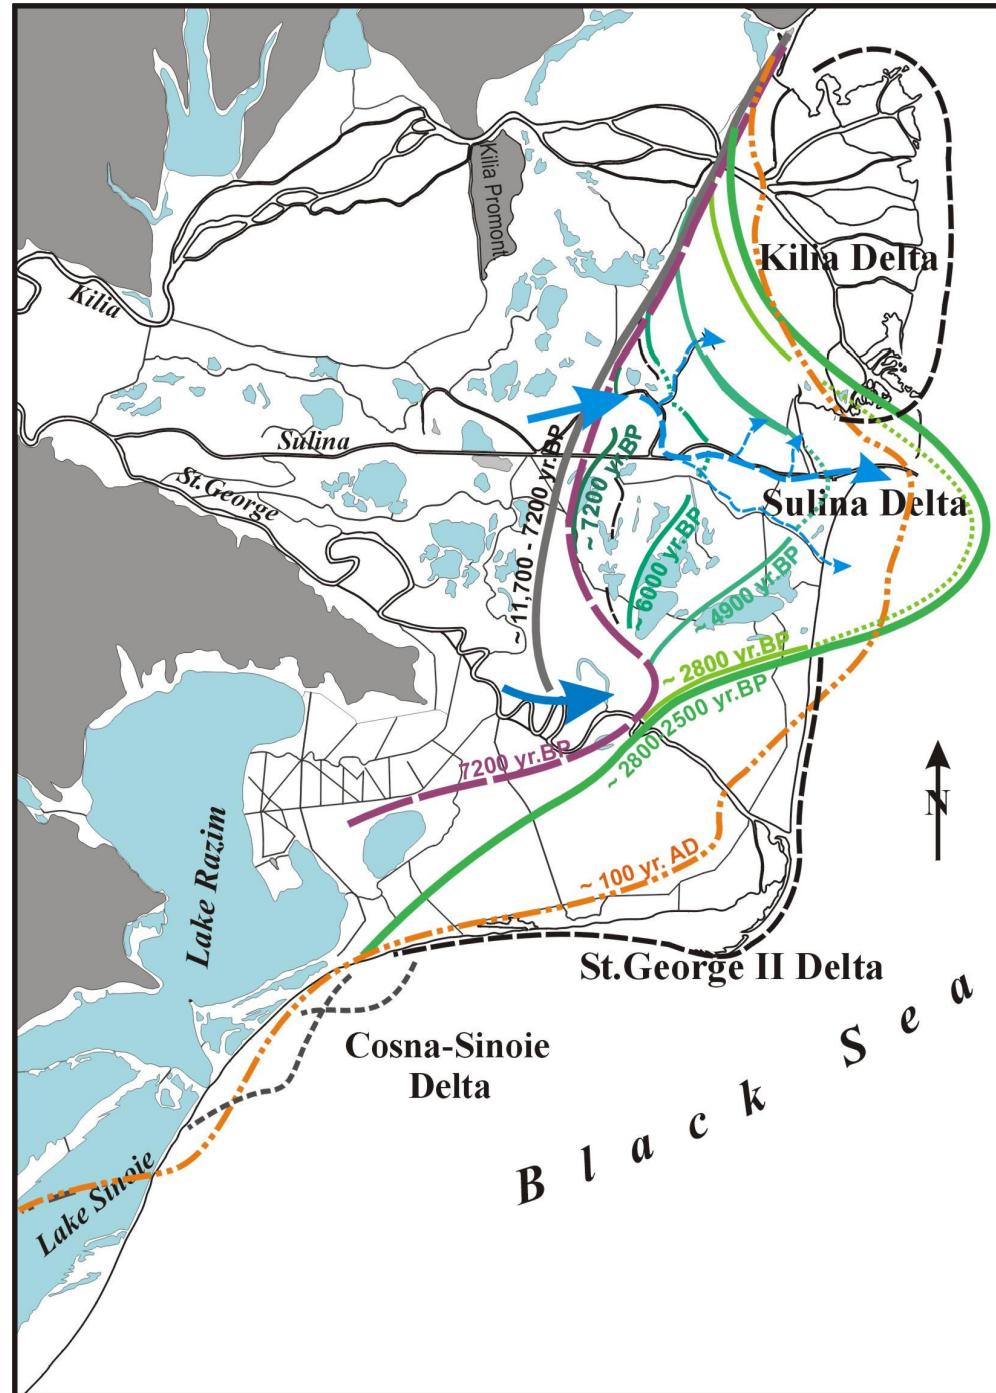 Kilia Promont.
Kilia Delta
Kilia
Sulina
St.George
Sulina Delta
~ 11,700 - 7200 yr.BP
~ 7200 yr.BP
~ 6000 yr.BP
~ 4900 yr.BP
~ 2800 yr.BP
~ 2800-2500 yr.BP
7200 yr.BP
N
Lake Razim
~ 100 yr. AD
St.George II Delta
Cosna-Sinoie
Delta
Black Sea
Lake Sinoie